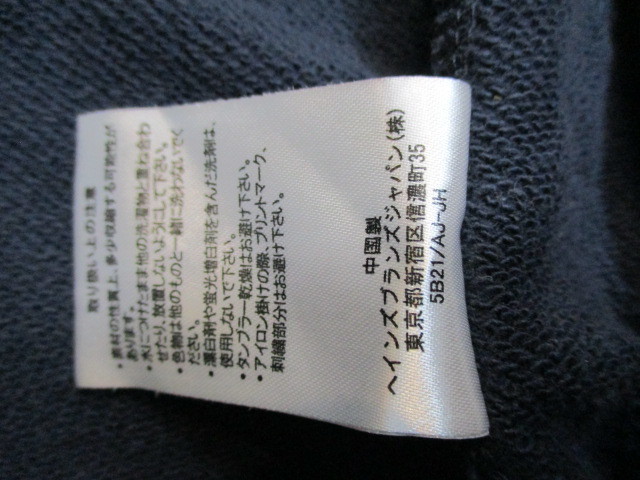 取り扱い上の注意
・素材の性質上、多少収縮する可能性が
あります。
・水につけたまま他の洗濯物と重ね合わ
せたり、放置しないようにして下さい。
・色物は他のものと一緒に洗わないでく
ださい。
・漂白剤や蛍光増白剤を含んだ洗剤は、
使用しないで下さい。
・タンブラー乾燥はお避け下さい。
・アイロン掛けの際、プリントマーク、
刺繍部分はお避け下さい。
中国製
ヘインズブランズジャパン(株)
東京都新宿区信濃町35
5B21/AJ-JH